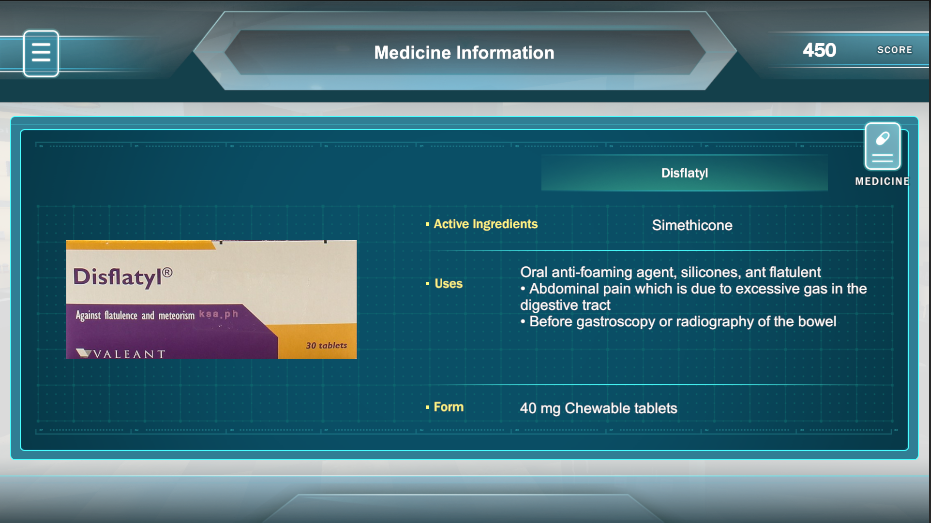 Medicine Information
450 SCORE
MEDICINE
Disflatyl
• Active Ingredients Simethicone
• Uses
Oral anti-foaming agent, silicones, ant flatulent
• Abdominal pain which is due to excessive gas in the
digestive tract
• Before gastroscopy or radiography of the bowel
• Form 40 mg Chewable tablets
Disflatyl®
Against flatulence and meteorism ksa_ph
30 tablets
VALEANT